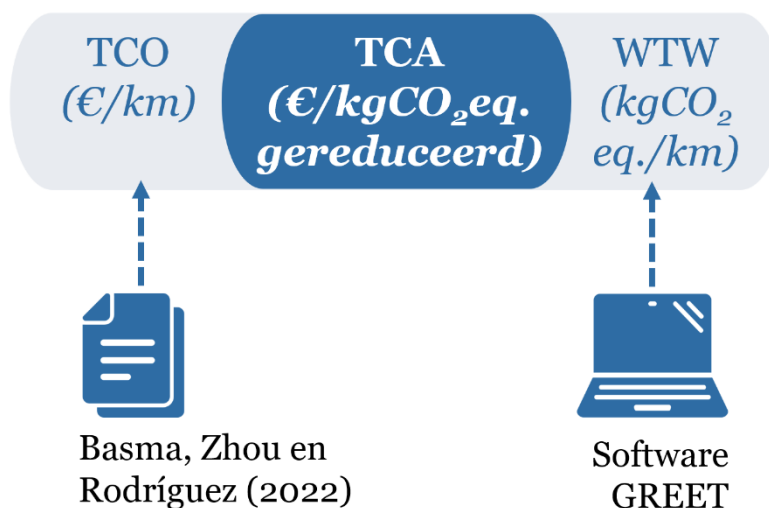 TCO
(€/km)
TCA
(€/kgCO₂eq.
gereduceerd)
WTW
(kgCO₂
eq./km)
Basma, Zhou en
Rodríguez (2022)
Software
GREET